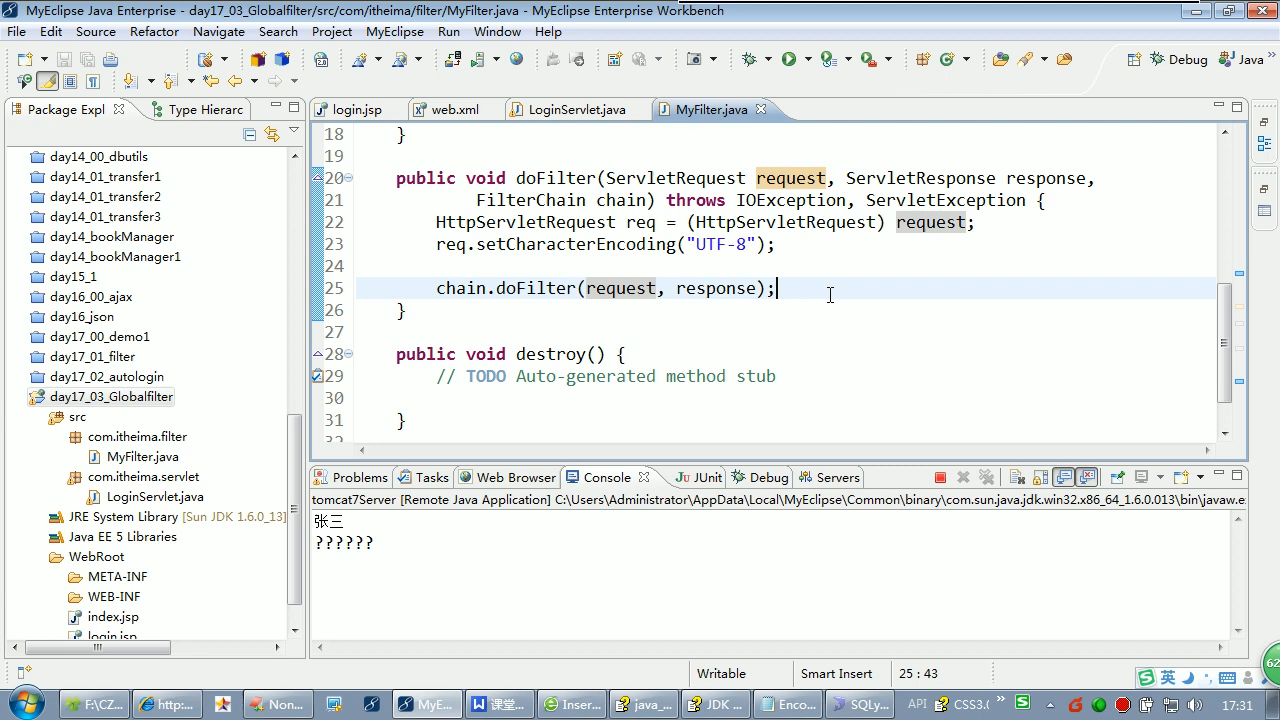 MyEclipse Java Enterprise - day17_03_Globalfilter/src/com/itheima/filter/MyFilter.java - MyEclipse Enterprise Workbench
File Edit Source Refactor Navigate Search Project MyEclipse Run Window Help
Debug Java
Package Expl Type Hierarc
login.jsp web.xml LoginServlet.java MyFilter.java
day14_00_dbutils
day14_01_transfer1
day14_01_transfer2
day14_01_transfer3
day14_bookManager
day14_bookManager1
day15_1
day16_00_ajax
day16_json
day17_00_demo1
day17_01_filter
day17_02_autologin
day17_03_Globalfilter
src
com.itheima.filter
MyFilter.java
com.itheima.servlet
LoginServlet.java
JRE System Library [Sun JDK 1.6.0_13]
Java EE 5 Libraries
WebRoot
META-INF
WEB-INF
index.jsp
login.jsp
18 }
19
20 public void doFilter(ServletRequest request, ServletResponse response,
21 FilterChain chain) throws IOException, ServletException {
22 HttpServletRequest req = (HttpServletRequest) request;
23 req.setCharacterEncoding("UTF-8");
24
25 chain.doFilter(request, response);
26 }
27
28 public void destroy() {
29 // TODO Auto-generated method stub
30
31 }
32
Problems Tasks Web Browser Console JUnit Debug Servers
tomcat7Server [Remote Java Application] C:\Users\Administrator\AppData\Local\MyEclipse\Common\binary\com.sun.java.jdk.win32.x86_64_1.6.0.013\bin\javaw.e
张三
??????
Writable Smart Insert 25 : 43
英
62
F:\CZ... http:... Non... MyE... 课堂... Inser... java_... JDK ... Enco... SQLy... API CSS3.0 17:31